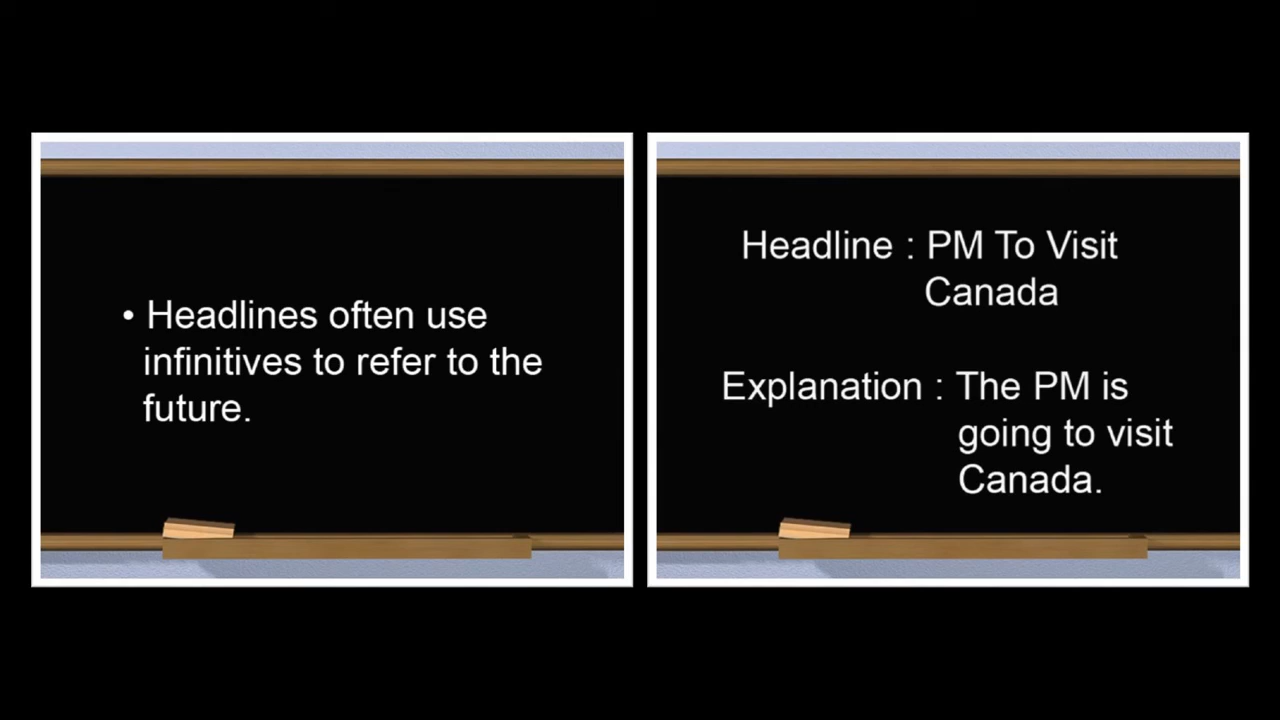 • Headlines often use
infinitives to refer to the
future.
Headline : PM To Visit
Canada
Explanation : The PM is
going to visit
Canada.